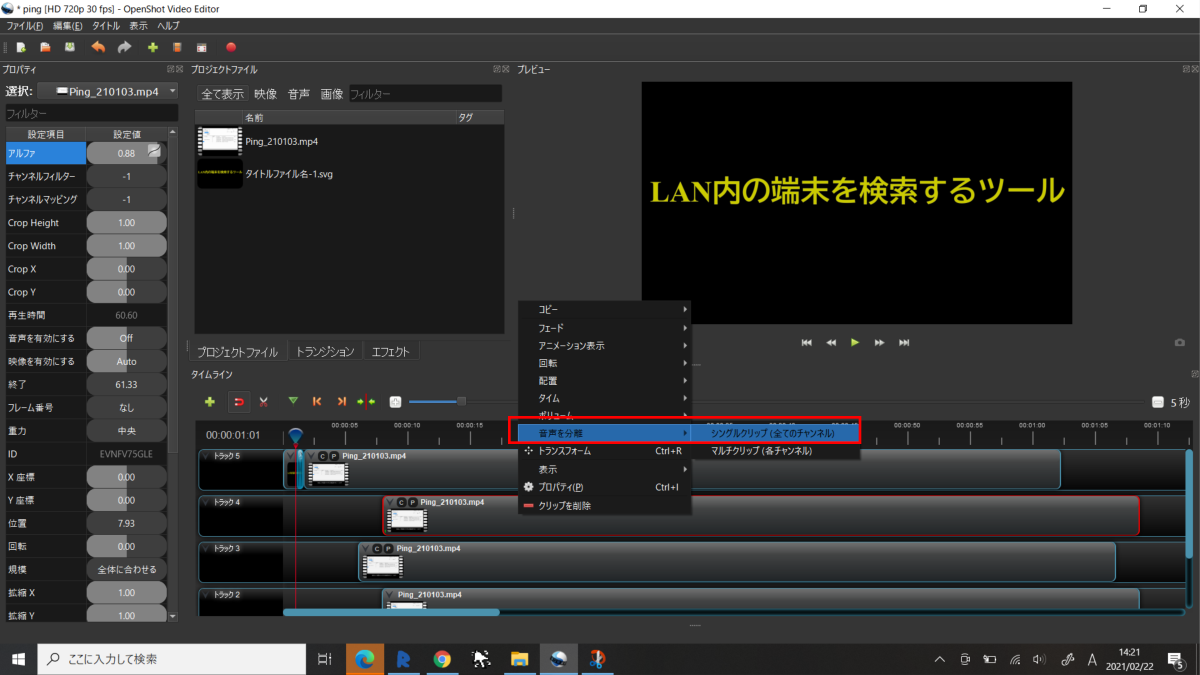 * ping [HD 720p 30 fps] - OpenShot Video Editor
ファイル(F) 編集(E) タイトル 表示 ヘルプ
プロパティ
プロジェクトファイル
プレビュー
選択: Ping_210103.mp4
フィルター
全て表示 映像 音声 画像 フィルター
設定項目 設定値
名前 タグ
アルファ 0.88
チャンネルフィルター -1
チャンネルマッピング -1
Crop Height 1.00
Crop Width 1.00
Crop X 0.00
Crop Y 0.00
再生時間 60.60
音声を有効にする Off
映像を有効にする Auto
終了 61.33
フレーム番号 なし
重力 中央
ID EVNFV75GLE
X 座標 0.00
Y 座標 0.00
位置 7.93
回転 0.00
規模 全体に合わせる
拡縮 X 1.00
拡縮 Y 1.00
Ping_210103.mp4
LAN内の端末を検索するツール
タイトルファイル名-1.svg
LAN内の端末を検索するツール
プロジェクトファイル トランジション エフェクト
タイムライン
5 秒
00:00:01:01
00:00:05 00:00:10 00:00:15 00:00:50 00:00:55 00:01:00 00:01:05 00:01:10
コピー
フェード
アニメーション表示
回転
配置
タイム
ボリューム
音声を分離
トランスフォーム Ctrl+R
表示
プロパティ(P) Ctrl+I
クリップを削除
シングルクリップ (全てのチャンネル)
マルチクリップ (各チャンネル)
トラック 5
C P Ping_210103.mp4
トラック 4
C P Ping_210103.mp4
トラック 3
C P Ping_210103.mp4
トラック 2
Ping_210103.mp4
ここに入力して検索
A
14:21
2021/02/22
5